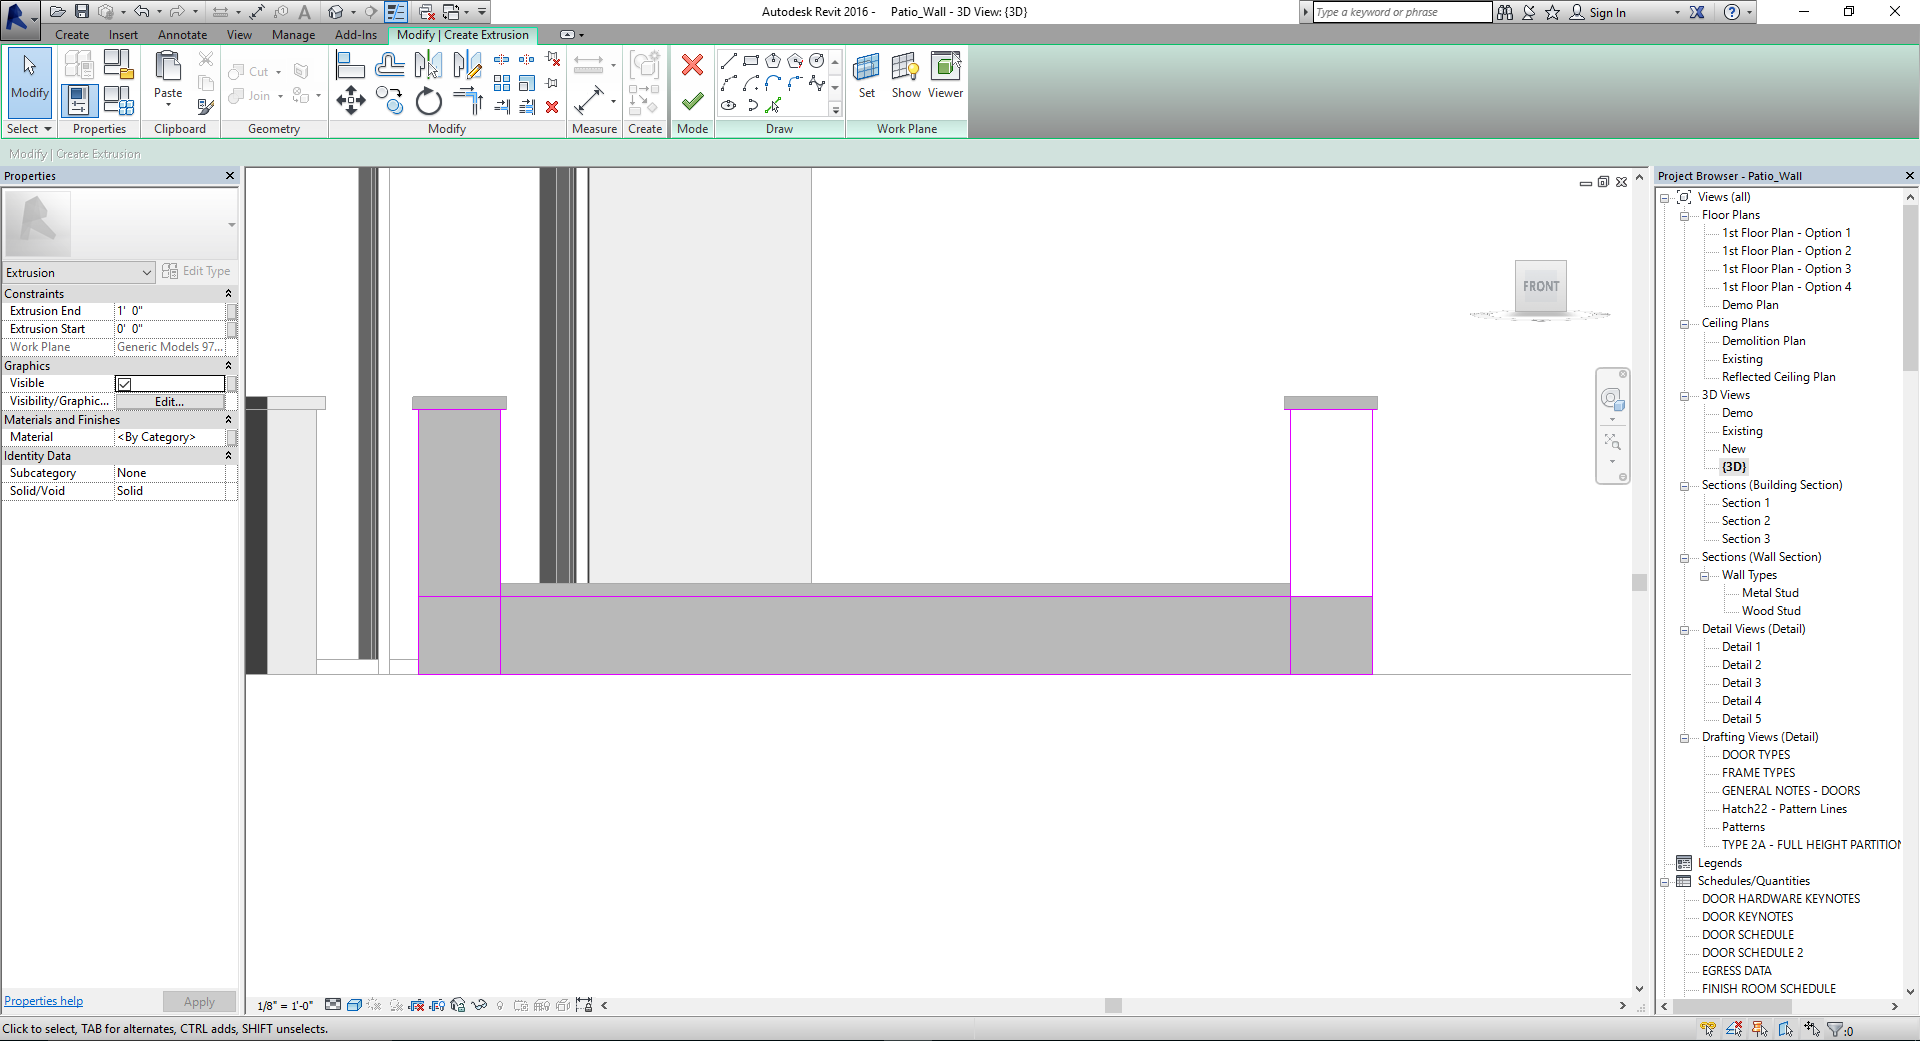 Autodesk Revit 2016 - Patio_Wall - 3D View: {3D}
Type a keyword or phrase
Sign In
Create Insert Annotate View Manage Add-Ins Modify | Create Extrusion
Modify
Cut
Join
Paste
Set Show Viewer
Select Properties Clipboard Geometry Modify Measure Create Mode Draw Work Plane
Modify | Create Extrusion
Properties
Extrusion
Edit Type
Constraints
Extrusion End 1' 0"
Extrusion Start 0' 0"
Work Plane Generic Models 97...
Graphics
Visible
Visibility/Graphic... Edit...
Materials and Finishes
Material <By Category>
Identity Data
Subcategory None
Solid/Void Solid
Properties help
Apply
FRONT
1/8" = 1'-0"
Project Browser - Patio_Wall
Views (all)
Floor Plans
1st Floor Plan - Option 1
1st Floor Plan - Option 2
1st Floor Plan - Option 3
1st Floor Plan - Option 4
Demo Plan
Ceiling Plans
Demolition Plan
Existing
Reflected Ceiling Plan
3D Views
Demo
Existing
New
{3D}
Sections (Building Section)
Section 1
Section 2
Section 3
Sections (Wall Section)
Wall Types
Metal Stud
Wood Stud
Detail Views (Detail)
Detail 1
Detail 2
Detail 3
Detail 4
Detail 5
Drafting Views (Detail)
DOOR TYPES
FRAME TYPES
GENERAL NOTES - DOORS
Hatch22 - Pattern Lines
Patterns
TYPE 2A - FULL HEIGHT PARTITION
Legends
Schedules/Quantities
DOOR HARDWARE KEYNOTES
DOOR KEYNOTES
DOOR SCHEDULE
DOOR SCHEDULE 2
EGRESS DATA
FINISH ROOM SCHEDULE
Click to select, TAB for alternates, CTRL adds, SHIFT unselects.
:0